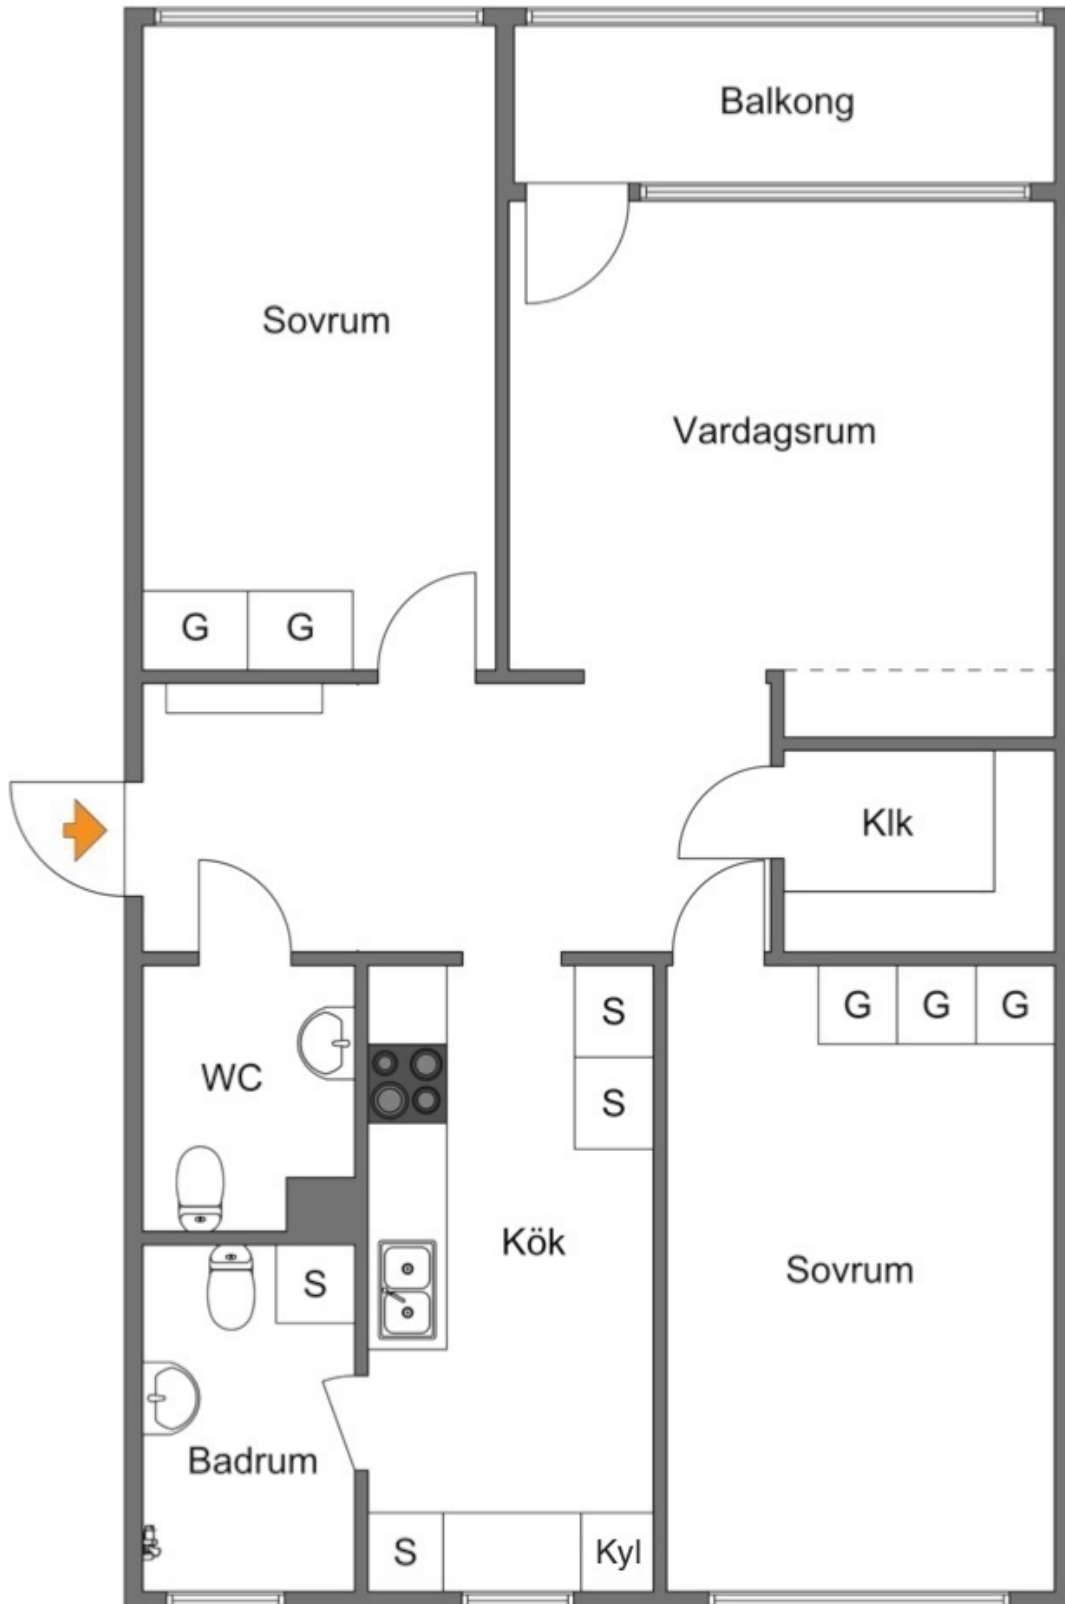 Balkong
Sovrum
Vardagsrum
G G
Klk
G G G
S
WC
S
Kök
Sovrum
S
Badrum
S Kyl